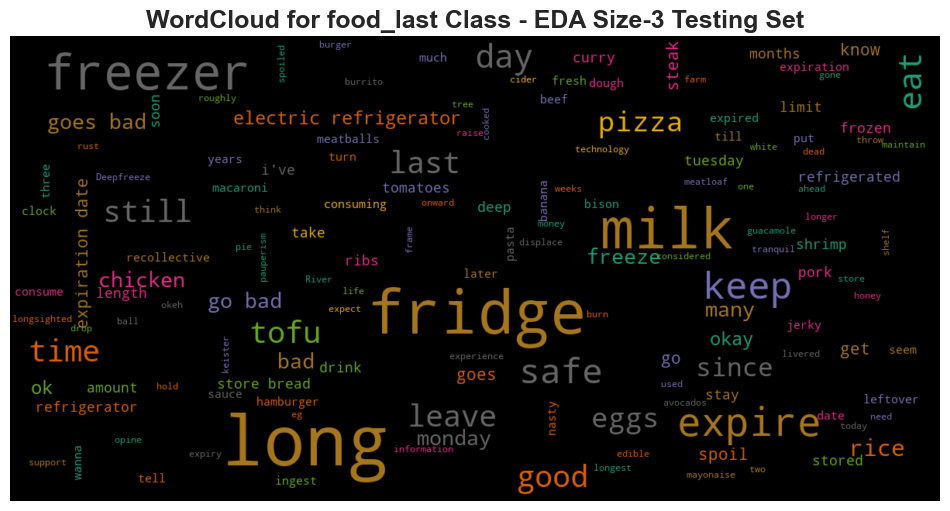 WordCloud for food_last Class - EDA Size-3 Testing Set
burger
spoiled
much
day
curry
steak
months
know
expiration
gone
eat
freezer
burrito
cider
fresh
dough
farm
roughly
soon
goes bad
electric refrigerator
tree
raise
cooked
beef
pizza
limit
expired
till
put
frozen
throw
dead
maintain
rust
meatballs
technology
white
years
turn
i've
last
tuesday
three
Deepfreeze
macaroni
tomatoes
banana
weeks
meatloaf
one
ahead
refrigerated
clock
expiration date
still
think
consuming
onward
deep
bison
money
longer
take
frame
pasta
displace
milk
guacamole
tranquil
shrimp
shelf
pie
pauperism
recollective
ribs
River
later
freeze
considered
chicken
consume
length
life
expect
go bad
fridge
keep
pork
store
honey
okeh
longsighted
drop
ball
burn
many
jerky
tofu
time
keister
bad
drink
experience
safe
okay
go
since
livered
get
seem
ok
amount
hold
store bread
goes
used
stay
leftover
refrigerator
sauce
hamburger
eg
leave
nasty
eggs
avocados
expire
date
need
today
long
monday
information
opine
expiry
support
wanna
tell
ingest
good
edible
longest
spoil
mayonaise
two
stored
rice